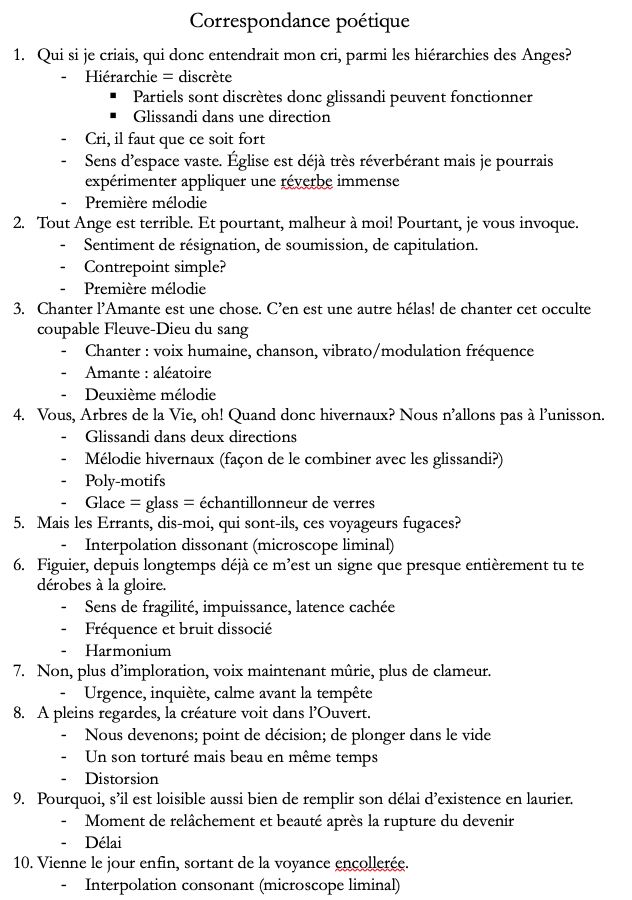 Correspondance poétique
1. Qui si je criais, qui donc entendrait mon cri, parmi les hiérarchies des Anges?
- Hiérarchie = discrète
▪ Partiels sont discrètes donc glissandi peuvent fonctionner
▪ Glissandi dans une direction
- Cri, il faut que ce soit fort
- Sens d’espace vaste. Église est déjà très réverbérant mais je pourrais
expérimenter appliquer une réverbe immense
- Première mélodie
2. Tout Ange est terrible. Et pourtant, malheur à moi! Pourtant, je vous invoque.
- Sentiment de résignation, de soumission, de capitulation.
- Contrepoint simple?
- Première mélodie
3. Chanter l’Amante est une chose. C’en est une autre hélas! de chanter cet occulte
coupable Fleuve-Dieu du sang
- Chanter : voix humaine, chanson, vibrato/modulation fréquence
- Amante : aléatoire
- Deuxième mélodie
4. Vous, Arbres de la Vie, oh! Quand donc hivernaux? Nous n’allons pas à l’unisson.
- Glissandi dans deux directions
- Mélodie hivernaux (façon de le combiner avec les glissandi?)
- Poly-motifs
- Glace = glass = échantillonneur de verres
5. Mais les Errants, dis-moi, qui sont-ils, ces voyageurs fugaces?
- Interpolation dissonant (microscope liminal)
6. Figuier, depuis longtemps déjà ce m’est un signe que presque entièrement tu te
dérobes à la gloire.
- Sens de fragilité, impuissance, latence cachée
- Fréquence et bruit dissocié
- Harmonium
7. Non, plus d’imploration, voix maintenant mûrie, plus de clameur.
- Urgence, inquiète, calme avant la tempête
8. A pleins regardes, la créature voit dans l’Ouvert.
- Nous devenons; point de décision; de plonger dans le vide
- Un son torturé mais beau en même temps
- Distorsion
9. Pourquoi, s’il est loisible aussi bien de remplir son délai d’existence en laurier.
- Moment de relâchement et beauté après la rupture du devenir
- Délai
10. Vienne le jour enfin, sortant de la voyance encollerée.
- Interpolation consonant (microscope liminal)